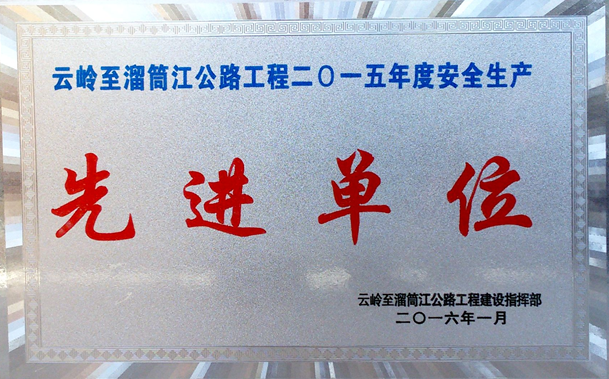 云岭至溜筒江公路工程二〇一五年度安全生产
先进单位
云岭至溜筒江公路工程建设指挥部
二〇一六年一月